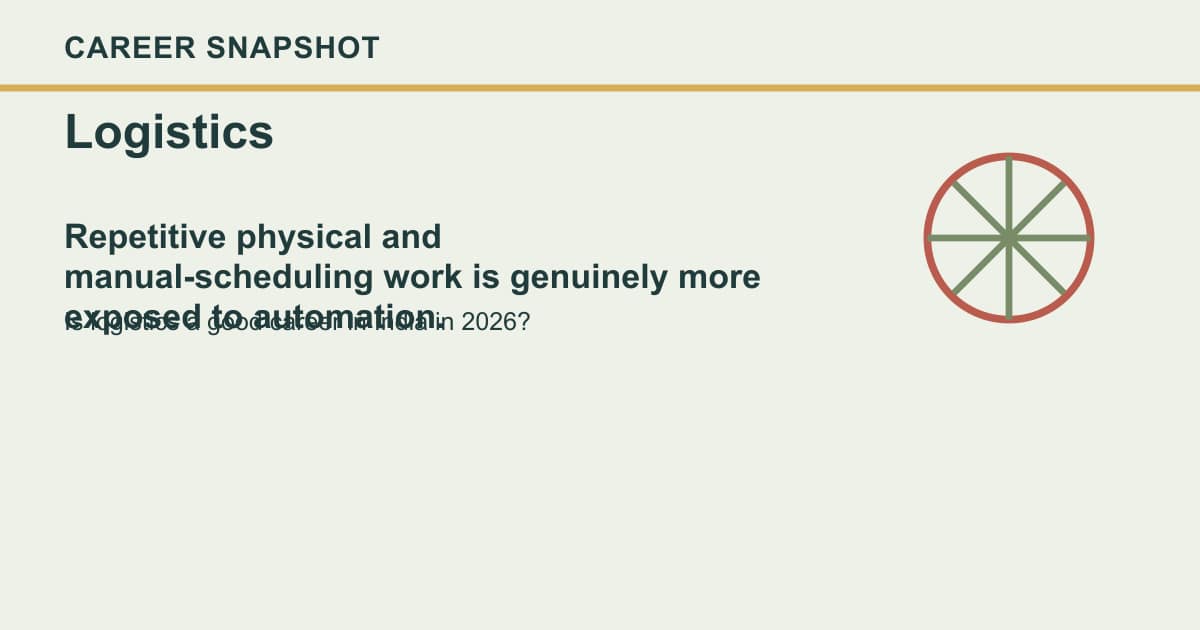 CAREER SNAPSHOT
Logistics
Repetitive physical and
manual-scheduling work is genuinely more
exposed to automation.
Is logistics a good career in India in 2026?